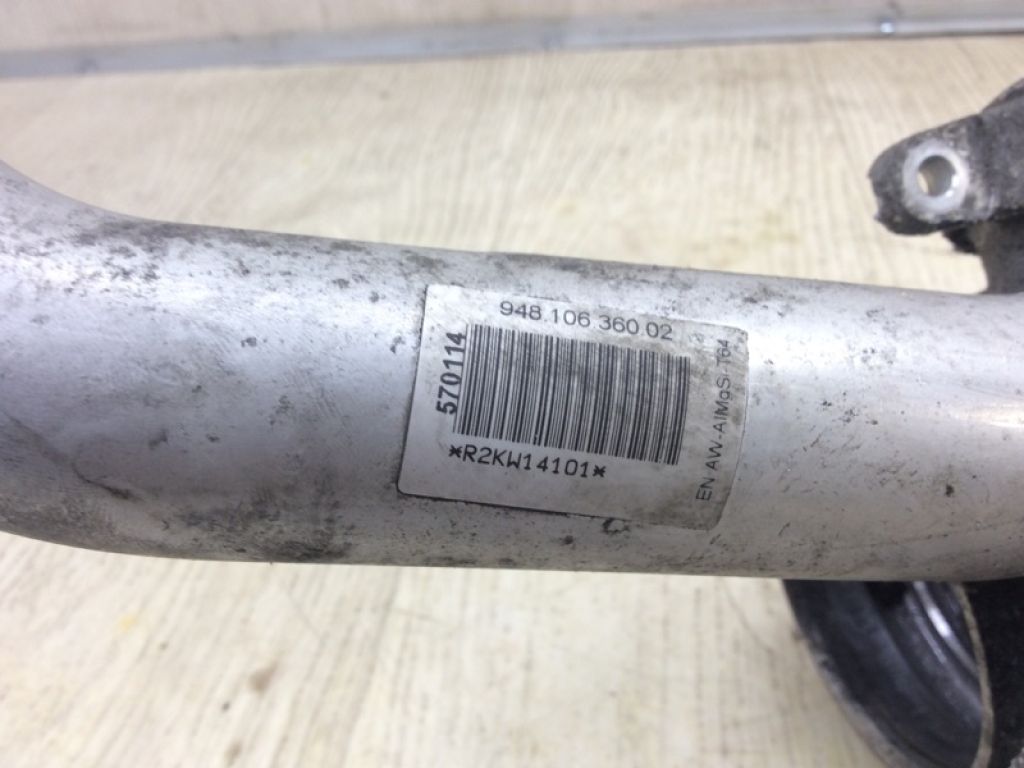 948.106.360.02
570114
*R2KW14101*
EN AW-AlMgSi-T64